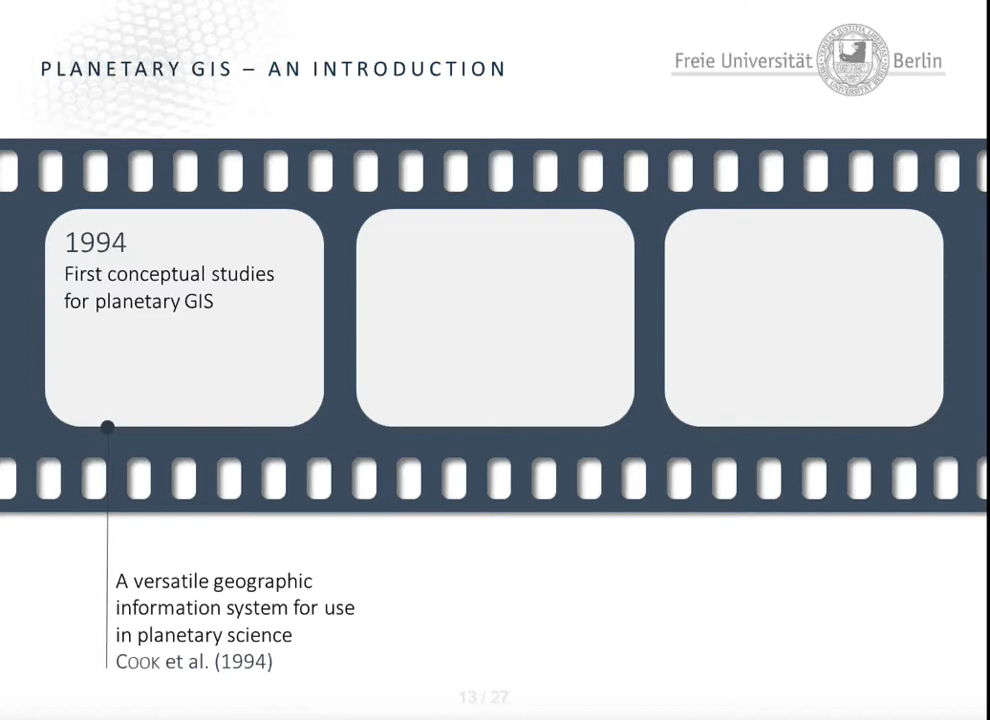 PLANETARY GIS – AN INTRODUCTION
Freie Universität Berlin
1994
First conceptual studies
for planetary GIS
A versatile geographic
information system for use
in planetary science
COOK et al. (1994)
13 / 27